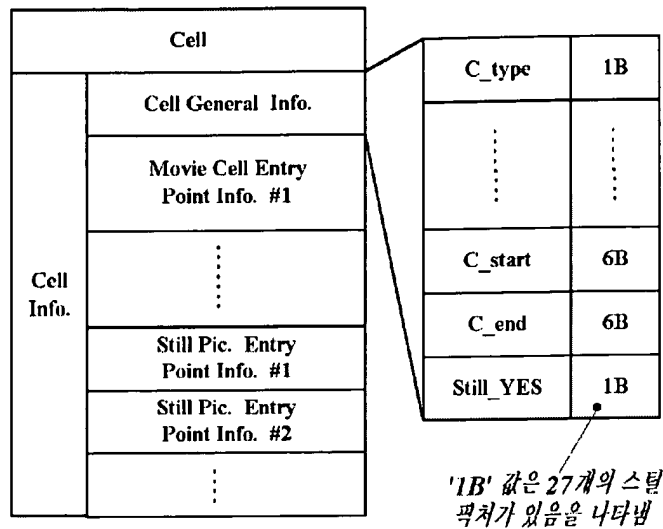 Cell
Cell General Info.
Movie Cell Entry
Point Info. #1
Cell
Info.
Still Pic. Entry
Point Info. #1
Still Pic. Entry
Point Info. #2
C_type
1B
C_start
6B
C_end
6B
Still_YES
1B
'1B' 값은 27개의 스틸
픽처가 있음을 나타냄